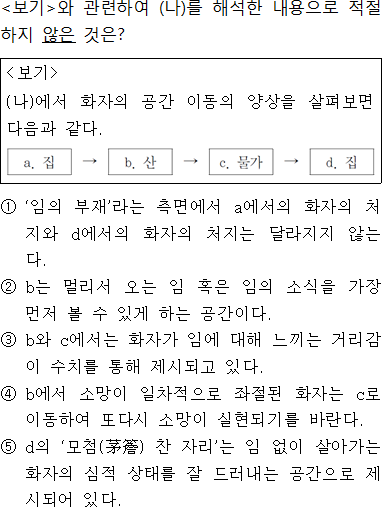 <보기>와 관련하여 (나)를 해석한 내용으로 적절
하지 않은 것은?
<보기>
(나)에서 화자의 공간 이동의 양상을 살펴보면
다음과 같다.
a. 집 → b. 산 → c. 물가 → d. 집
① ‘임의 부재’라는 측면에서 a에서의 화자의 처
지와 d에서의 화자의 처지는 달라지지 않는
다.
② b는 멀리서 오는 임 혹은 임의 소식을 가장
먼저 볼 수 있게 하는 공간이다.
③ b와 c에서는 화자가 임에 대해 느끼는 거리감
이 수치를 통해 제시되고 있다.
④ b에서 소망이 일차적으로 좌절된 화자는 c로
이동하여 또다시 소망이 실현되기를 바란다.
⑤ d의 ‘모첨(茅簷) 찬 자리’는 임 없이 살아가는
화자의 심적 상태를 잘 드러내는 공간으로 제
시되어 있다.